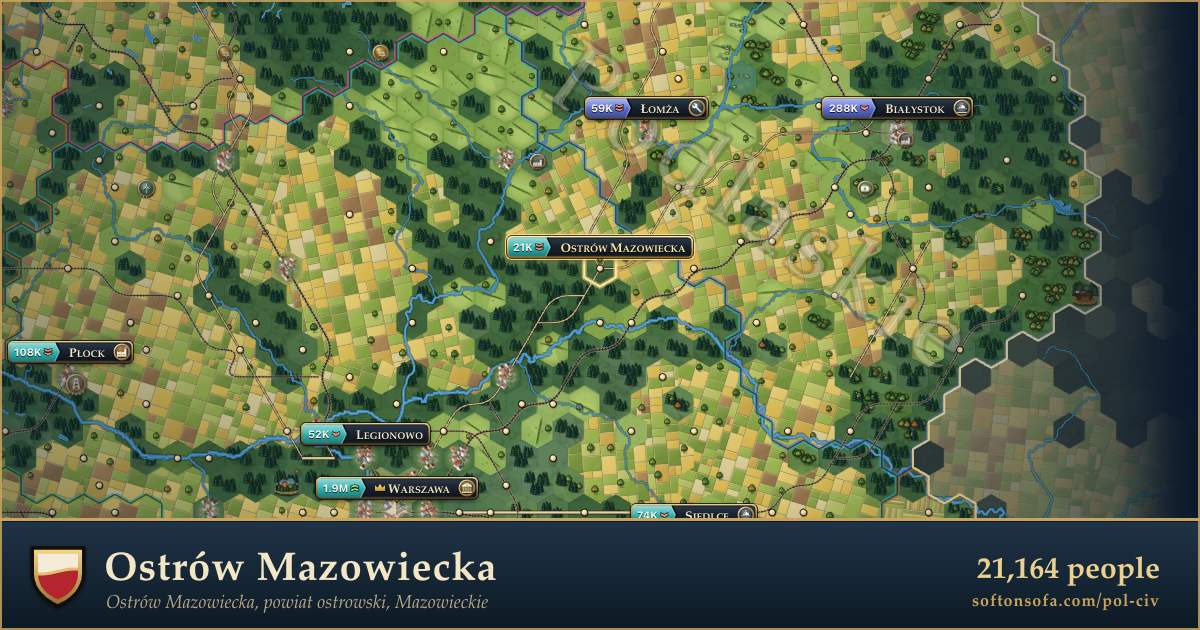 59K ŁOMŻA
288K BIAŁYSTOK
Podlaskie
21K OSTRÓW MAZOWIECKA
108K PŁOCK
52K LEGIONOWO
1.9M WARSZAWA
74K SIEDLCE
Ostrów Mazowiecka
Ostrów Mazowiecka, powiat ostrowski, Mazowieckie
21,164 people
softonsofa.com/pol-civ